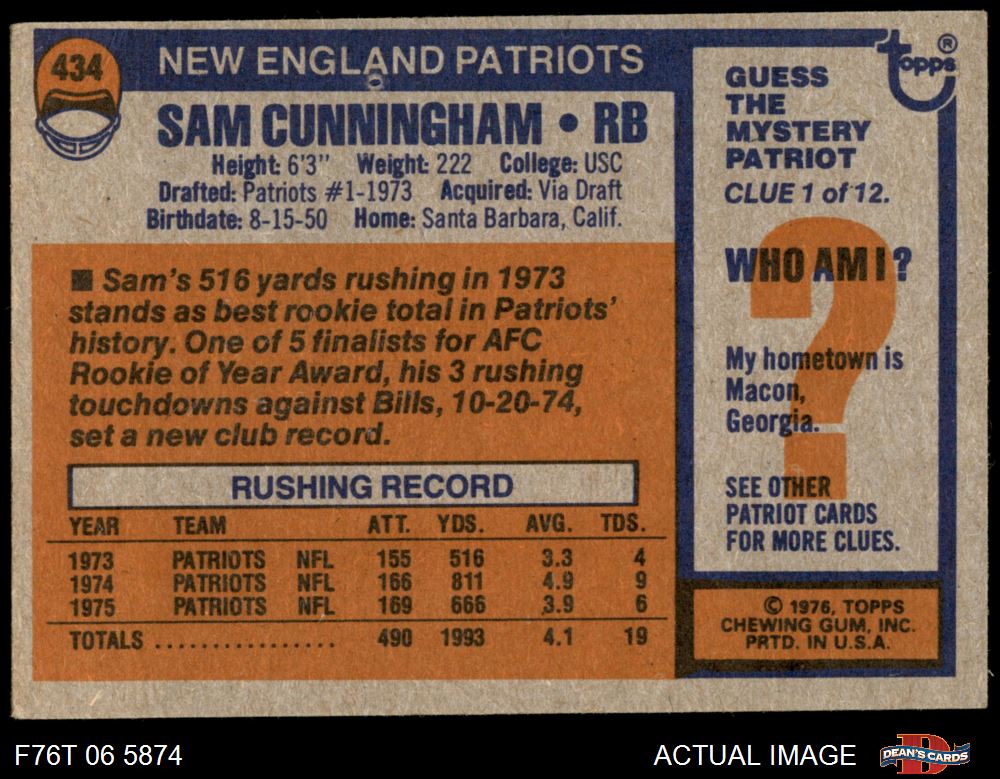 434
NEW ENGLAND PATRIOTS
SAM CUNNINGHAM • RB
Height: 6'3" Weight: 222 College: USC
Drafted: Patriots #1-1973 Acquired: Via Draft
Birthdate: 8-15-50 Home: Santa Barbara, Calif.
■ Sam's 516 yards rushing in 1973
stands as best rookie total in Patriots'
history. One of 5 finalists for AFC
Rookie of Year Award, his 3 rushing
touchdowns against Bills, 10-20-74,
set a new club record.
RUSHING RECORD
YEAR TEAM ATT. YDS. AVG. TDS.
1973 PATRIOTS NFL 155 516 3.3 4
1974 PATRIOTS NFL 166 811 4.9 9
1975 PATRIOTS NFL 169 666 3.9 6
TOTALS ................ 490 1993 4.1 19
topps ®
GUESS
THE
MYSTERY
PATRIOT
CLUE 1 of 12.
?
WHO AM I?
My hometown is
Macon,
Georgia.
SEE OTHER
PATRIOT CARDS
FOR MORE CLUES.
© 1976, TOPPS
CHEWING GUM, INC.
PRTD. IN U.S.A.
F76T 06 5874
ACTUAL IMAGE
DEAN'S CARDS